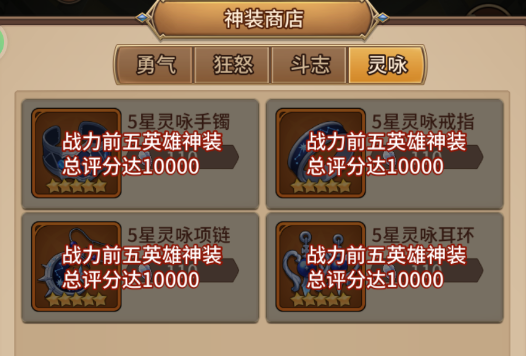 神装商店
勇气
狂怒
斗志
灵咏
5星灵咏手镯
战力前五英雄神装
总评分达10000
5星灵咏戒指
战力前五英雄神装
总评分达10000
5星灵咏项链
战力前五英雄神装
总评分达10000
5星灵咏耳环
战力前五英雄神装
总评分达10000